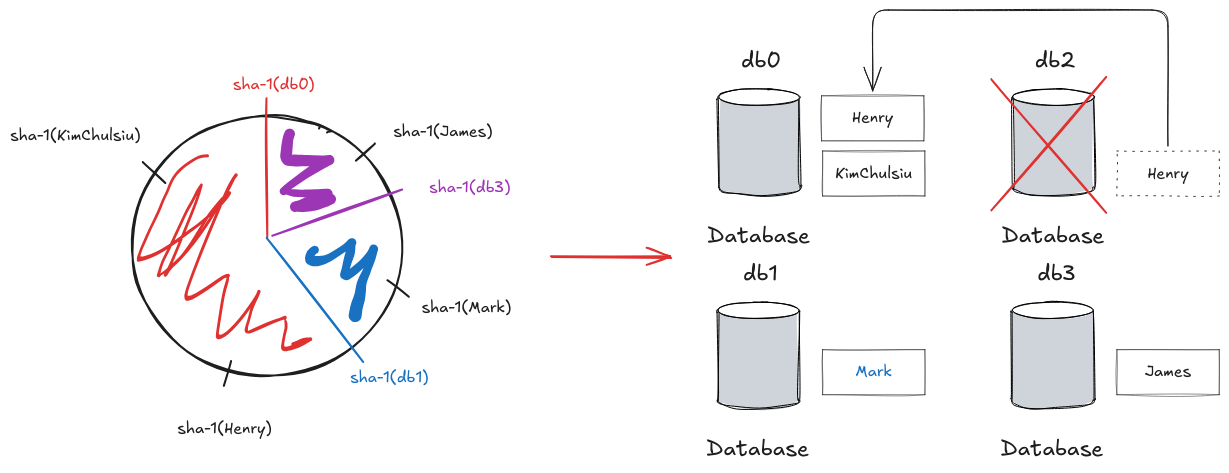 sha-1(db0)
sha-1(KimChulsiu)
sha-1(James)
sha-1(db3)
sha-1(Mark)
sha-1(db1)
sha-1(Henry)
db0
Henry
KimChulsiu
Database
db2
Henry
Database
db1
Mark
Database
db3
James
Database